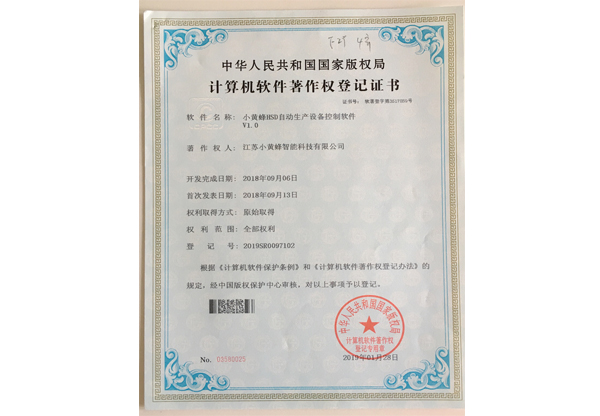 中华人民共和国国家版权局
计算机软件著作权登记证书
证书号:
软件名称: 小黄蜂HSD自动生产设备控制软件
V1.0
著作权人: 江苏小黄蜂智能科技有限公司
开发完成日期: 2018年09月06日
首次发表日期: 2018年09月13日
权利取得方式: 原始取得
权利范围: 全部权利
登记号: 2019SR0097102
根据《计算机软件保护条例》和《计算机软件著作权登记办法》的
规定，经中国版权保护中心审核，对以上事项予以登记。
中华人民共和国国家版权局
计算机软件著作权
登记专用章
No. 03590025
2019年01月28日